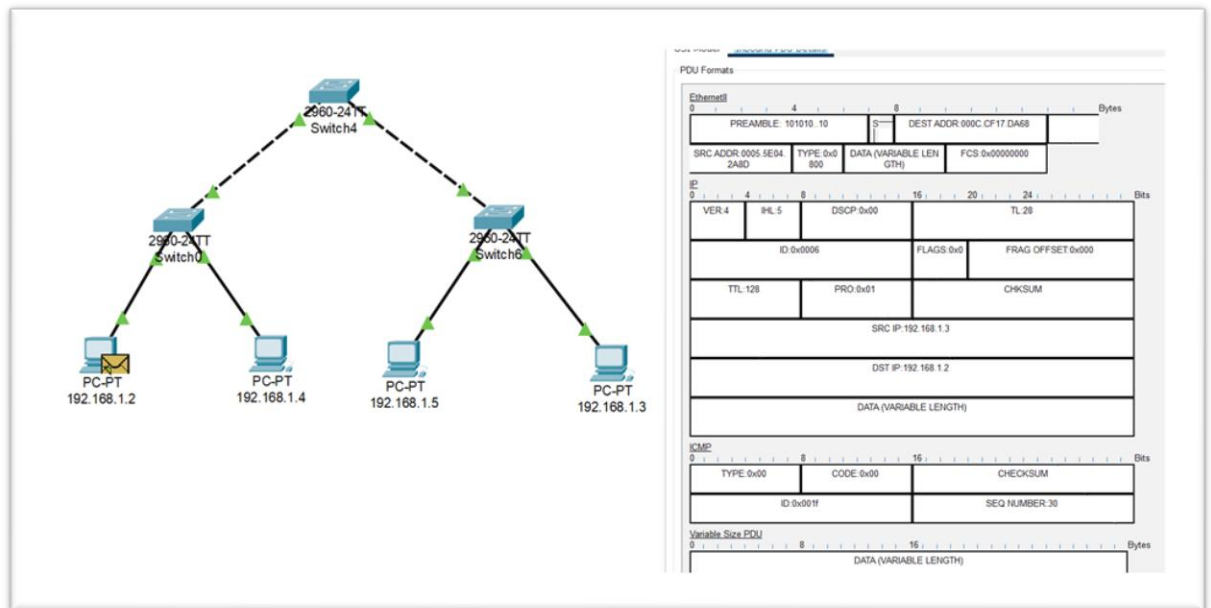 2960-24TT
Switch4
2960-24TT
Switch0
2960-24TT
Switch6
PC-PT
192.168.1.2
PC-PT
192.168.1.4
PC-PT
192.168.1.5
PC-PT
192.168.1.3
PDU Formats
EthernetII
0 4 8 Bytes
PREAMBLE: 101010..10 S DEST ADDR:000C.CF17.DA68
SRC ADDR:0005.5E04. TYPE:0x0 DATA (VARIABLE LEN FCS:0x00000000
2A8D 800 GTH)
IP
0 4 8 16 20 24 Bits
VER:4 IHL:5 DSCP:0x00 TL:28
ID:0x0006 FLAGS:0x0 FRAG OFFSET:0x000
TTL:128 PRO:0x01 CHKSUM
SRC IP:192.168.1.3
DST IP:192.168.1.2
DATA (VARIABLE LENGTH)
ICMP
0 8 16 Bits
TYPE:0x00 CODE:0x00 CHECKSUM
ID:0x001f SEQ NUMBER:30
Variable Size PDU
0 8 16 Bytes
DATA (VARIABLE LENGTH)